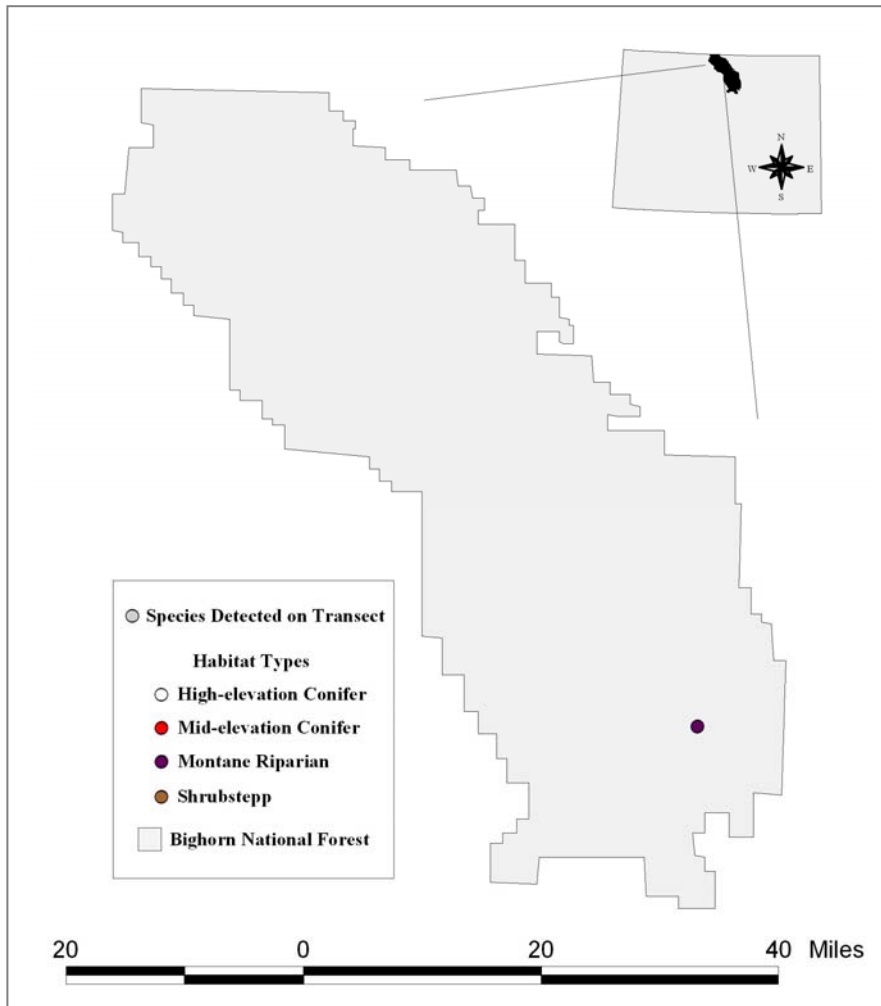 N
W E
S
Species Detected on Transect
Habitat Types
High-elevation Conifer
Mid-elevation Conifer
Montane Riparian
Shrubstepp
Bighorn National Forest
20 0 20 40 Miles